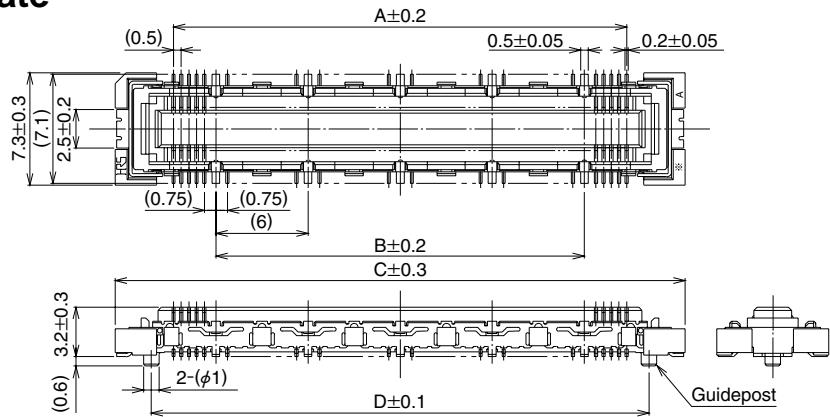 ate
A±0.2
(0.5)
0.5±0.05
0.2±0.05
7.3±0.3
(7.1)
2.5±0.2
A
※
(0.75)
(0.75)
(6)
B±0.2
C±0.3
3.2±0.3
(0.6)
2-(φ1)
D±0.1
Guidepost